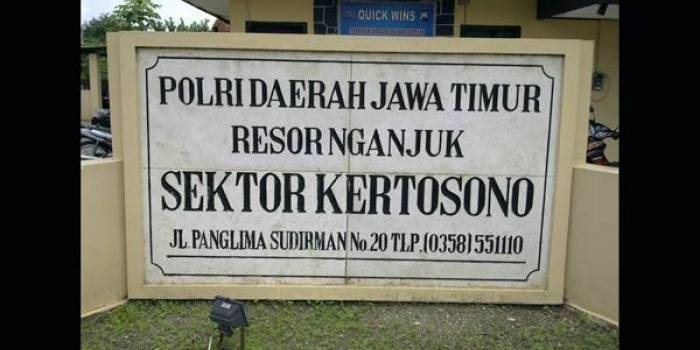 QUICK WINS
POLRI DAERAH JAWA TIMUR
RESOR NGANJUK
SEKTOR KERTOSONO
JL. PANGLIMA SUDIRMAN No. 20 TLP. (0358) 551110